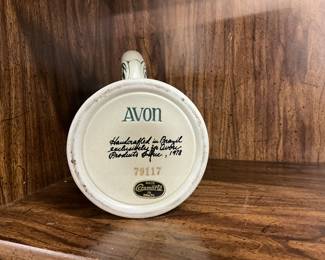 AVON
Handcrafted in Brazil
exclusively for Avon
Products Inc., 1978
79117
Ceramarte